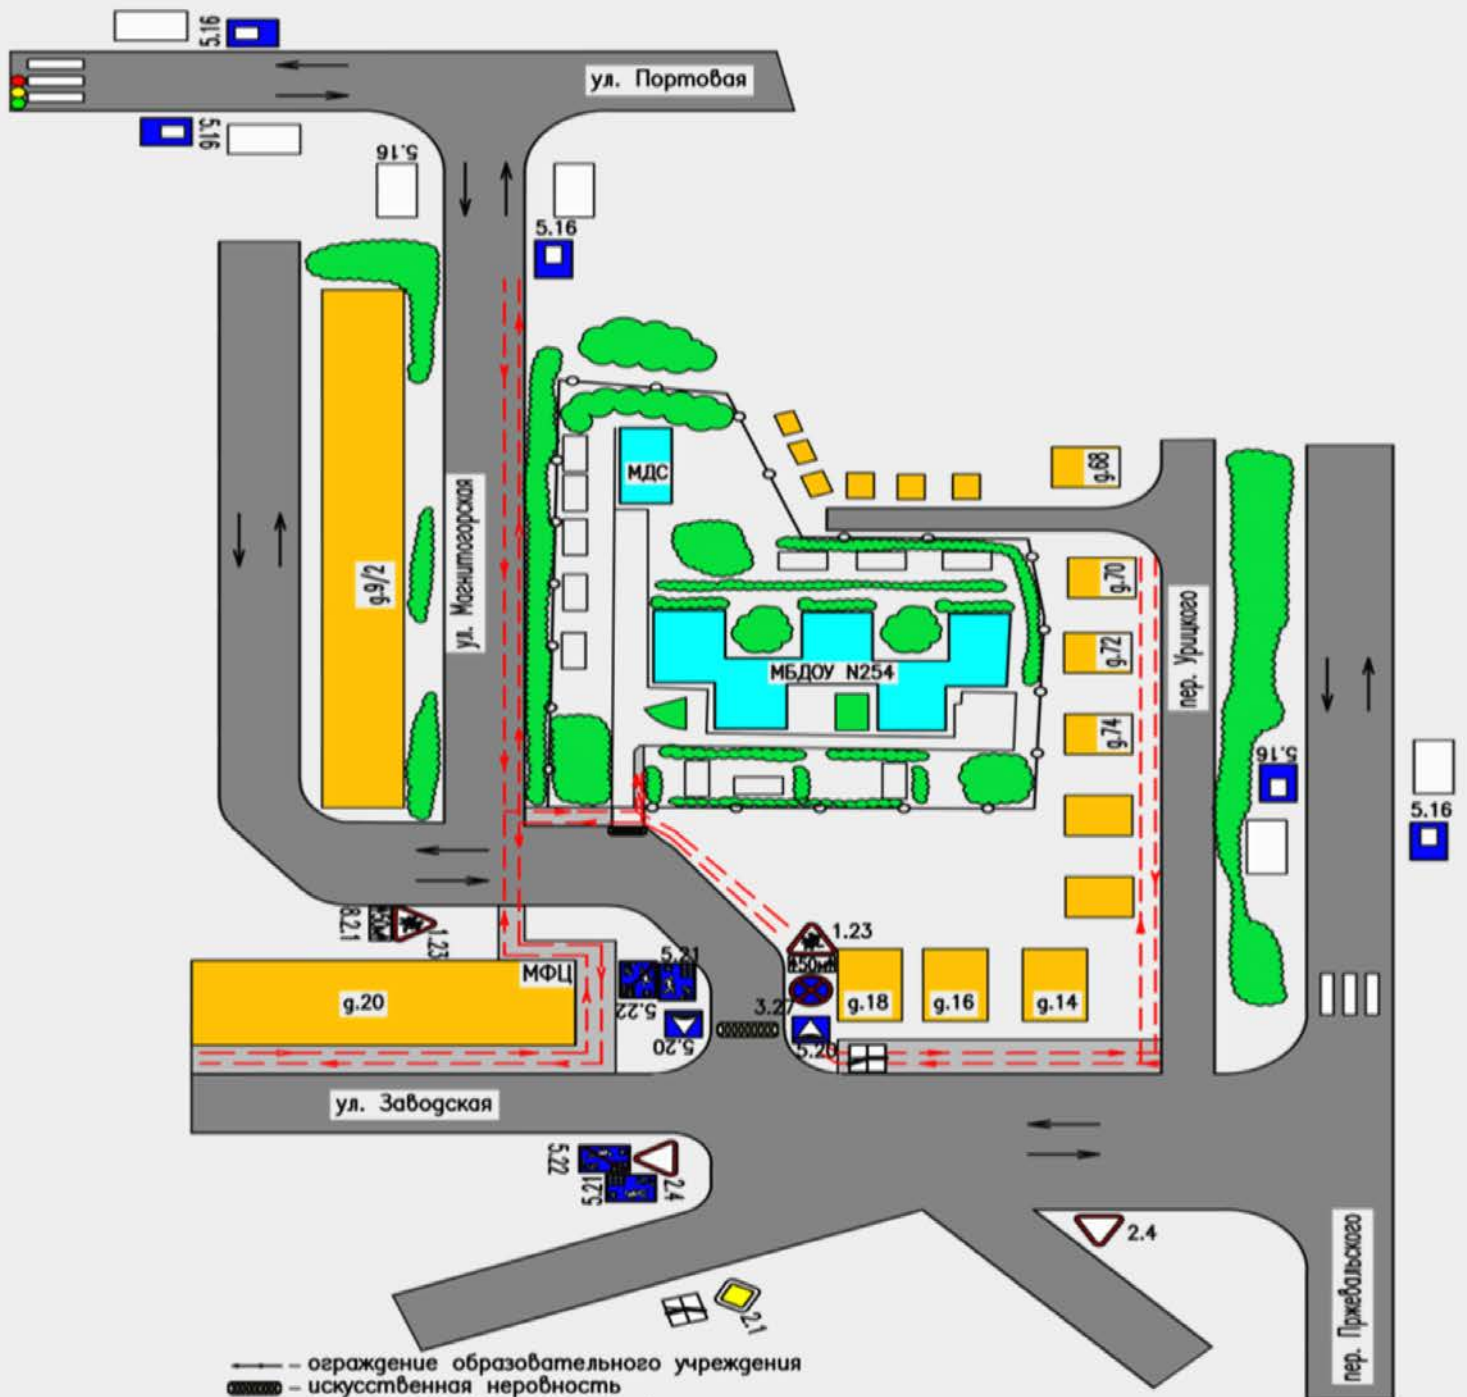 5.16
ул. Портовая
5.16
5.16
5.16
МДС
д.68
ул. Магнитогорская
д.9/2
д.70
пер. Урицкого
д.72
МБДОУ N254
д.74
5.16
5.16
8.2.1
1.23
1.23
МФЦ
5.21
д.20
5.22
3.27
д.18
д.16
д.14
5.20
5.20
ул. Заводская
5.22
5.21
2.4
2.4
пер. Пржевальского
2.1
– ограждение образовательного учреждения
– искусственная неровность